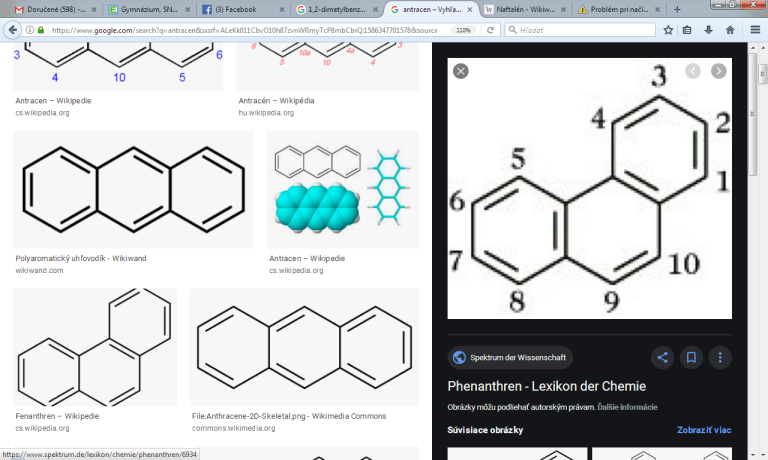 Doručené (598) -...
Gymnázium, SN...
(3) Facebook
1,2-dimetylbenz...
antracen – Vyhľa...
Naftalén - Wikiw...
Problém pri nači...
https://www.google.com/search?q=antracen&sxsrf=ALeKk011CbvO10h87zvnWRmyTcP8mbCbrQ:1586347701578&source
110%
Hľadať
3 4 10 5 6
6 5 10a 10 4a 4 3
Antracen – Wikipedie
cs.wikipedia.org
Antracén – Wikipédia
hu.wikipedia.org
Polyaromatický uhľovodík - Wikiwand
wikiwand.com
Antracen – Wikipedie
cs.wikipedia.org
Fenanthren – Wikipedie
cs.wikipedia.org
File:Anthracene-2D-Skeletal.png - Wikimedia Commons
commons.wikimedia.org
https://www.spektrum.de/lexikon/chemie/phenanthren/6934
3
4
2
5
1
6
7
10
8
9
Spektrum der Wissenschaft
Phenanthren - Lexikon der Chemie
Obrázky môžu podliehať autorským právam. Ďalšie informácie
Súvisiace obrázky
Zobraziť viac